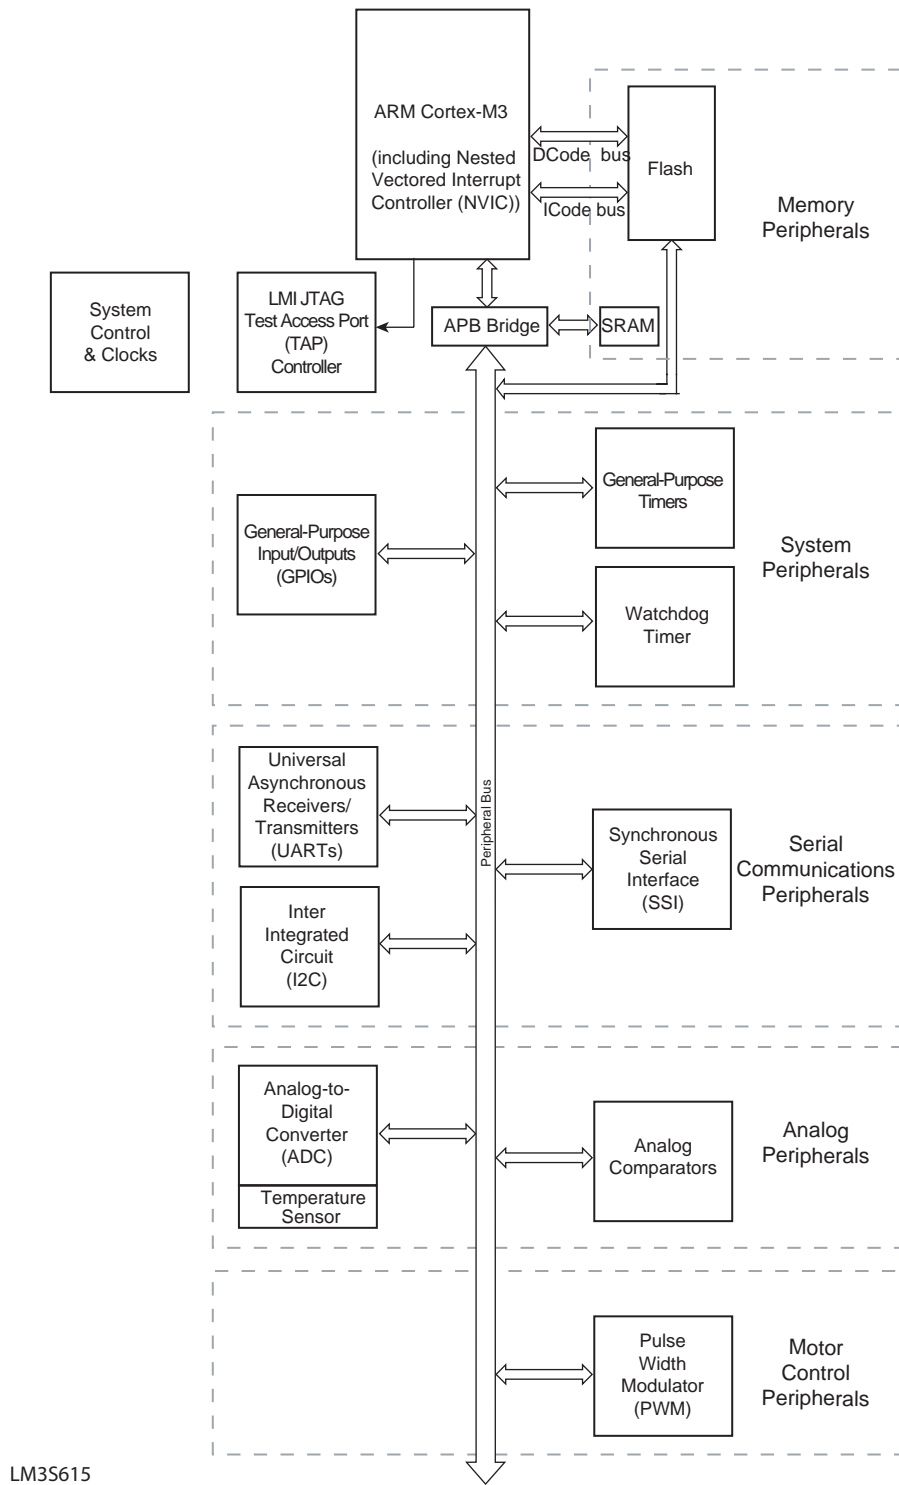 ARM Cortex-M3
(including Nested
Vectored Interrupt
Controller (NVIC))
DCode bus
ICode bus
Flash
Memory
Peripherals
System
Control
& Clocks
LMI JTAG
Test Access Port
(TAP)
Controller
APB Bridge
SRAM
General-Purpose
Timers
General-Purpose
Input/Outputs
(GPIOs)
System
Peripherals
Watchdog
Timer
Universal
Asynchronous
Receivers/
Transmitters
(UARTs)
Peripheral Bus
Synchronous
Serial
Interface
(SSI)
Serial
Communications
Peripherals
Inter
Integrated
Circuit
(I2C)
Analog-to-
Digital
Converter
(ADC)
Temperature
Sensor
Analog
Comparators
Analog
Peripherals
Pulse
Width
Modulator
(PWM)
Motor
Control
Peripherals
LM3S615